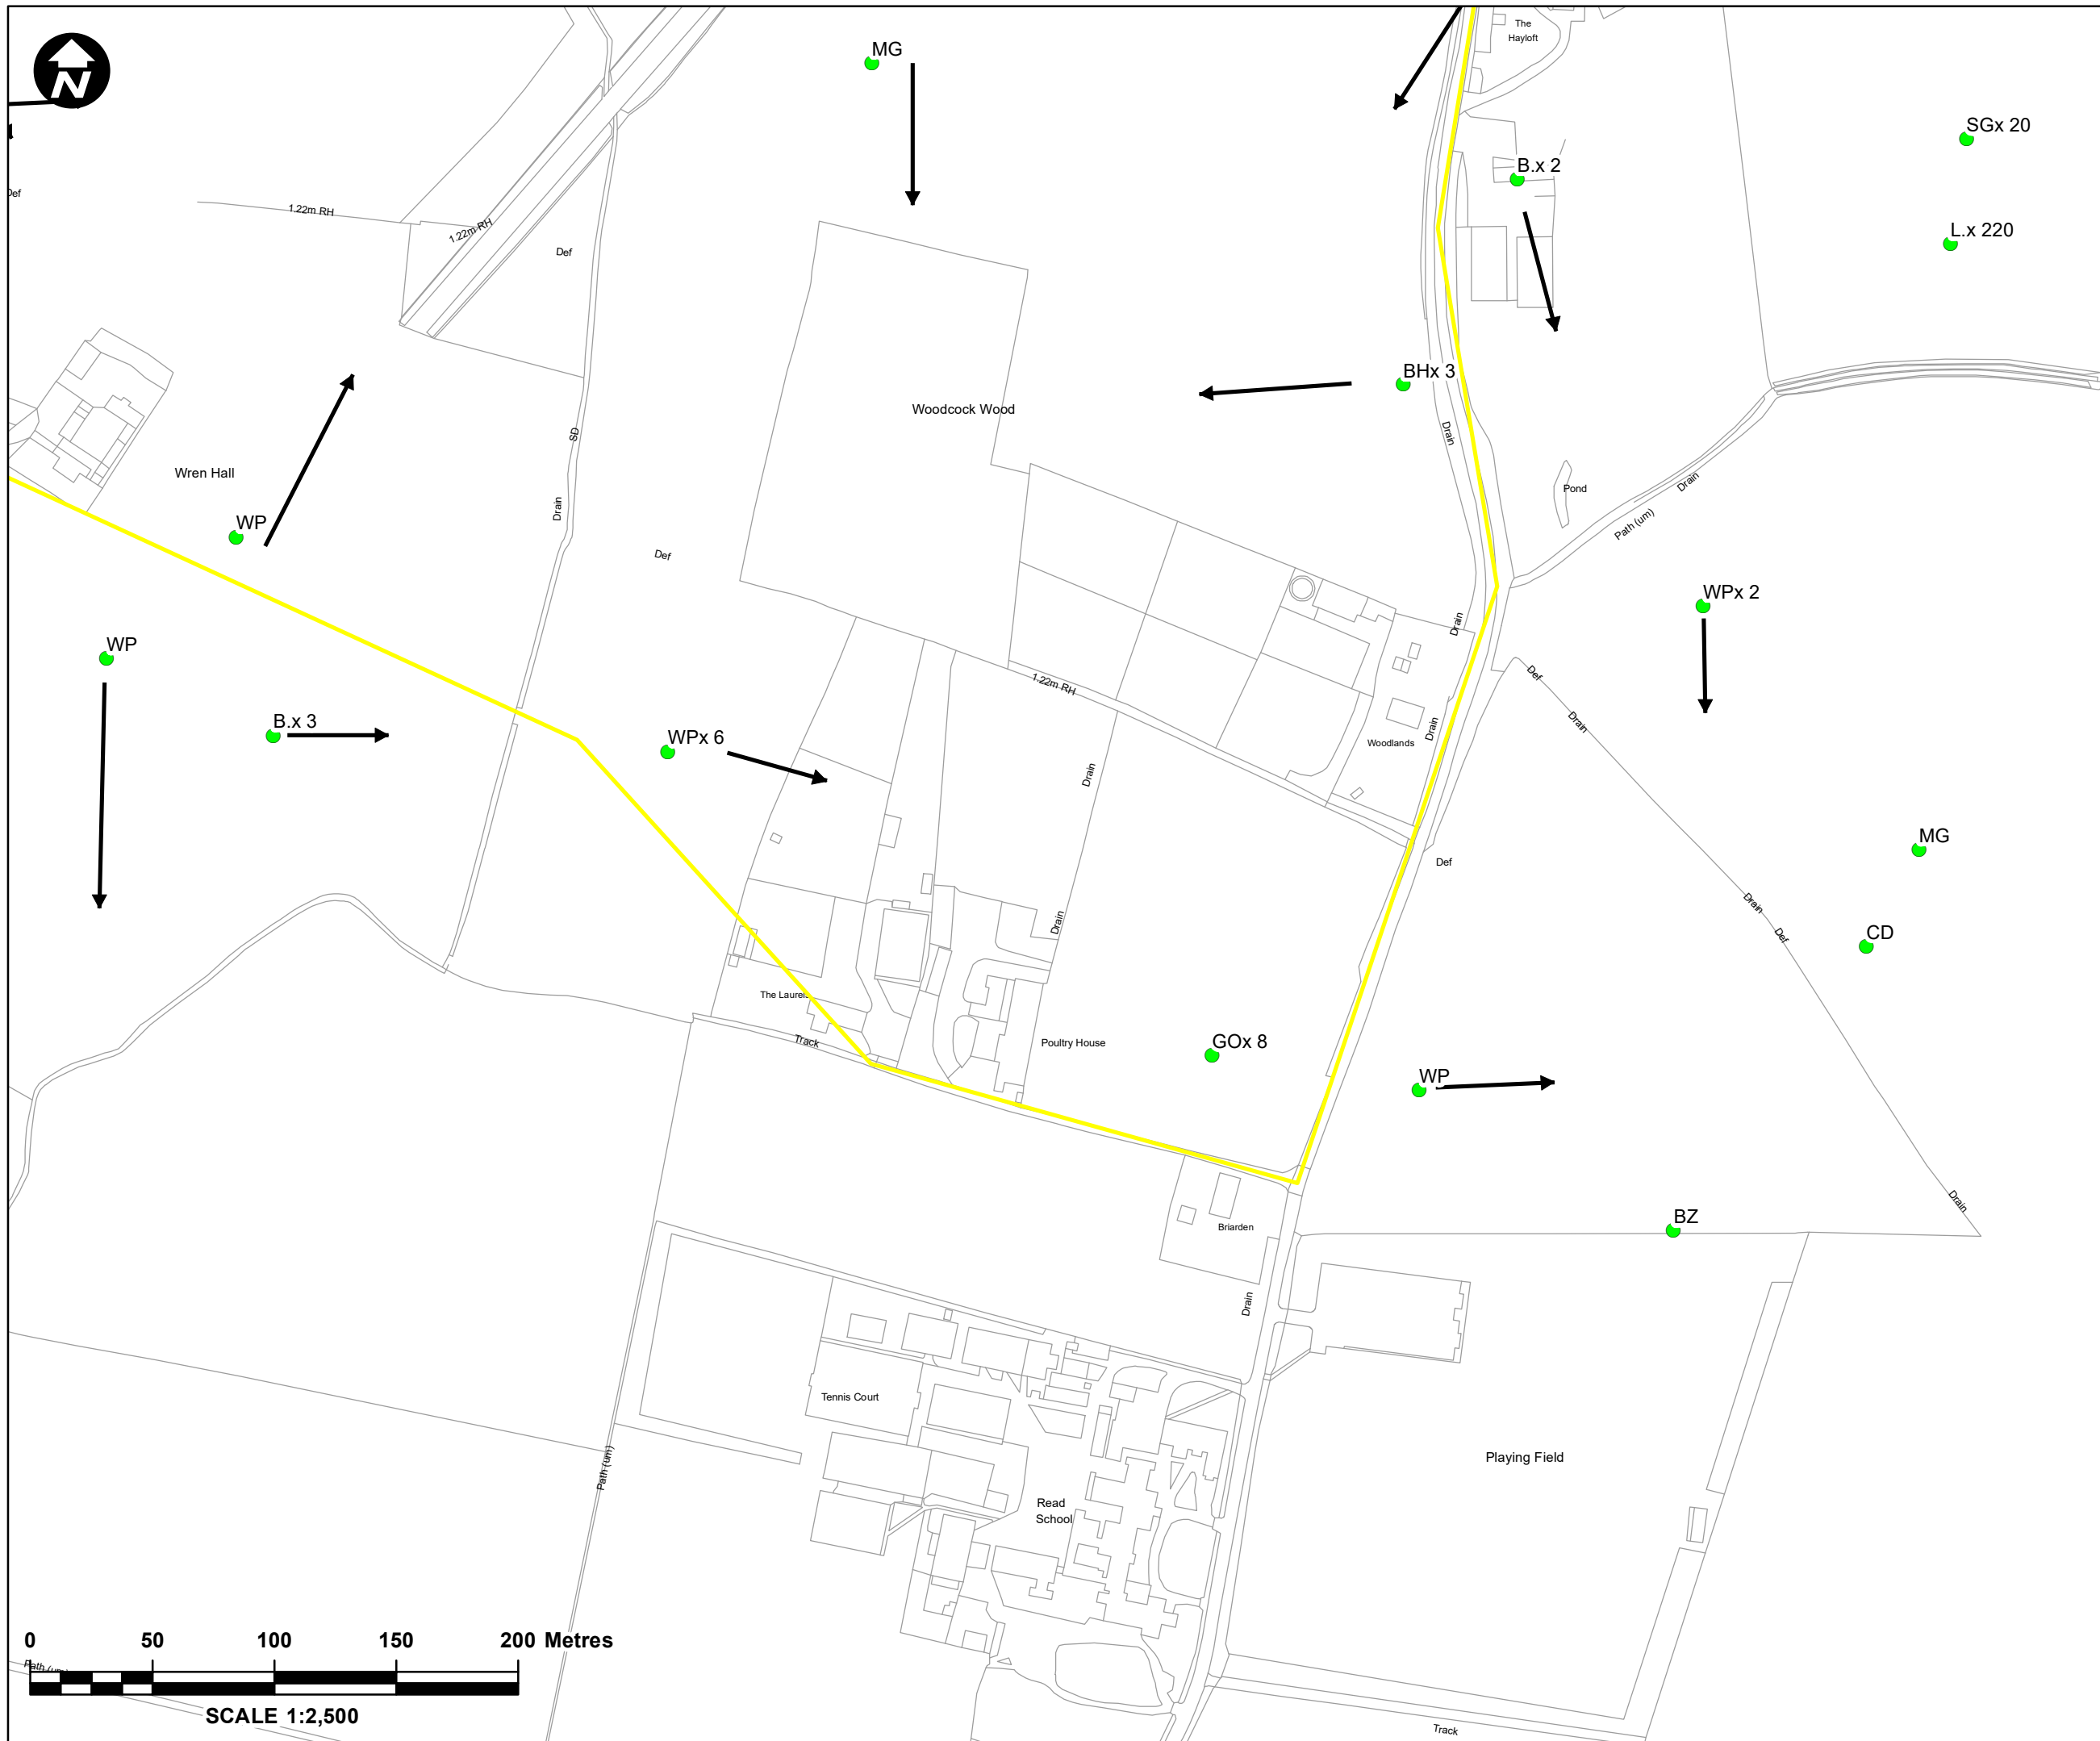 The
Hayloft
MG
N
SGx 20
B.x 2
Def
1.22m RH
1.22m RH
L.x 220
Def
BHx 3
Woodcock Wood
SD
Drain
Wren Hall
Pond
Drain
Drain
WP
Path (um)
Def
WPx 2
Drain
WP
Def
1.22m RH
B.x 3
Drain
Drain
WPx 6
Woodlands
Drain
MG
Def
Drain
Drain
CD
Def
The Laurels
Track
Poultry House
GOx 8
WP
Drain
BZ
Briarden
Drain
Tennis Court
Path (um)
Playing Field
Read
School
0 50 100 150 200 Metres
Path (um)
SCALE 1:2,500
Track